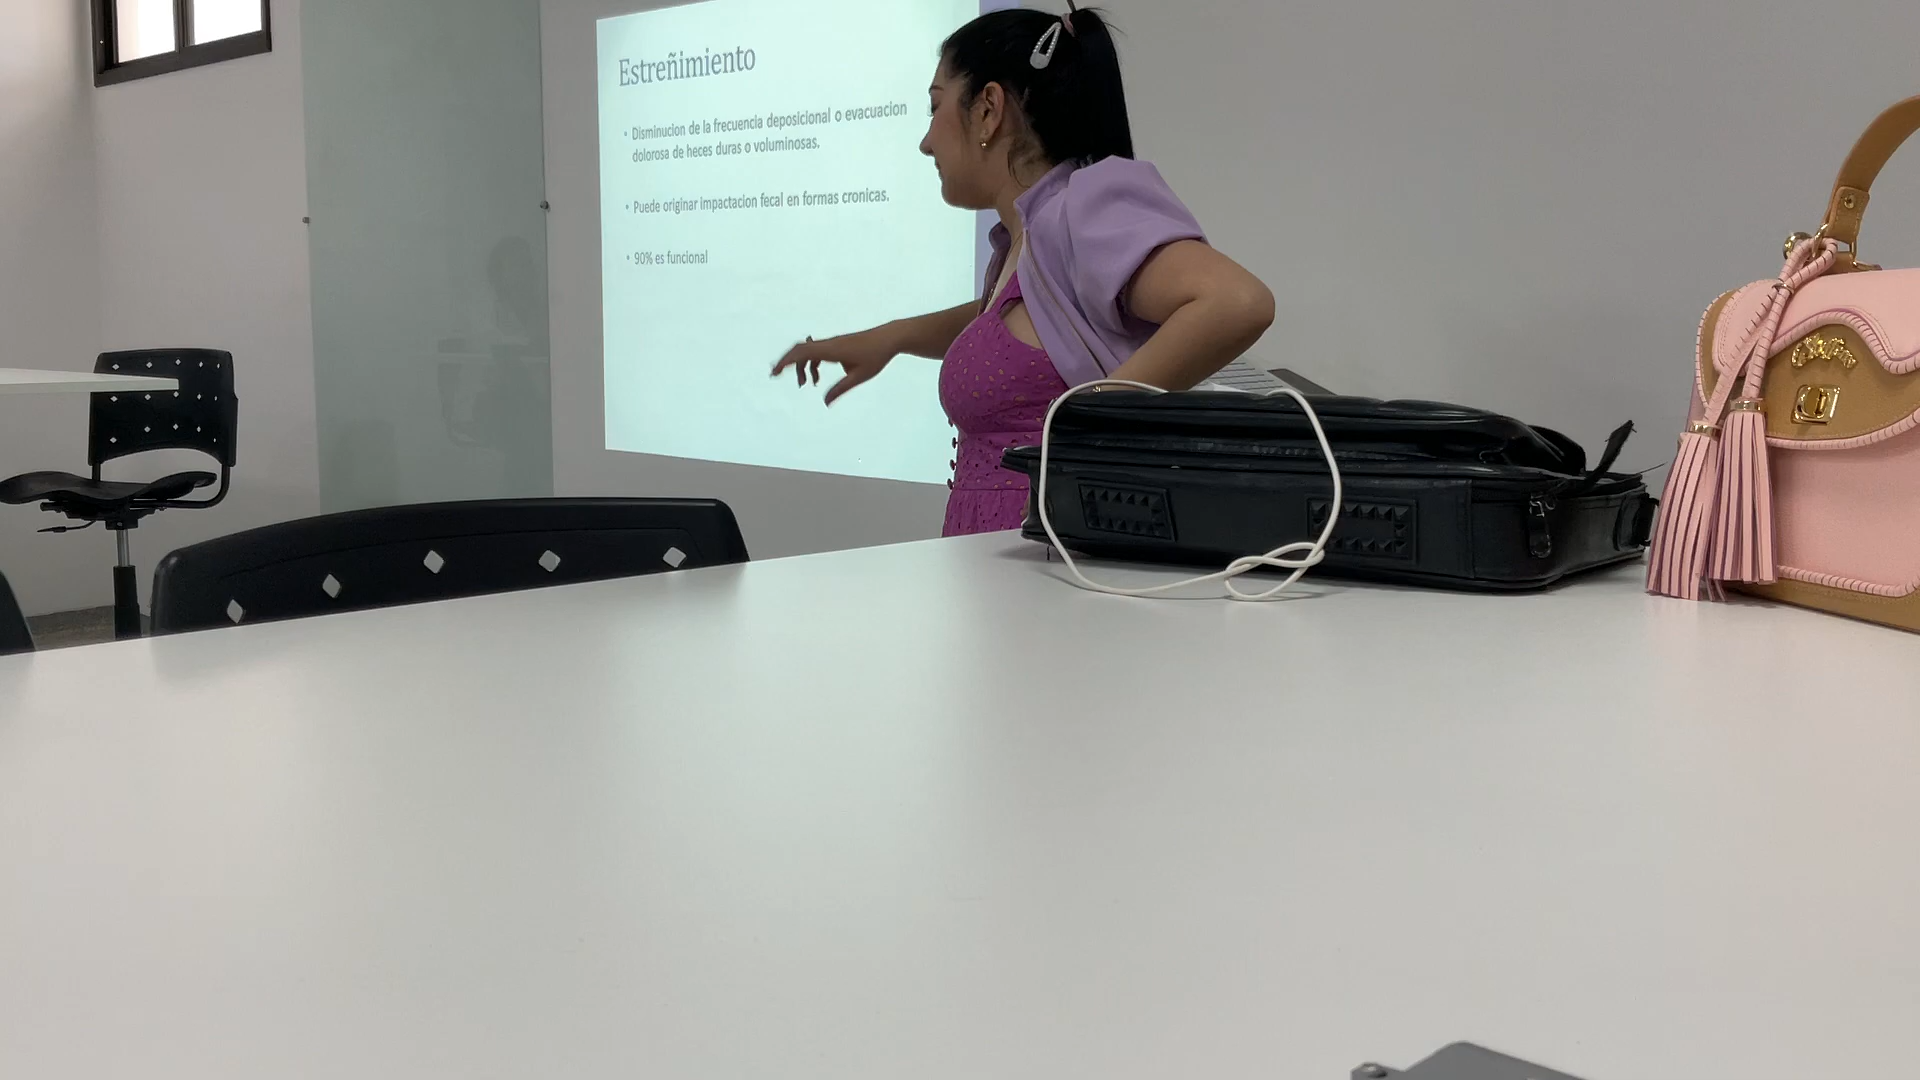 Estreñimiento
• Disminucion de la frecuencia deposicional o evacuacion
dolorosa de heces duras o voluminosas.
• Puede originar impactacion fecal en formas cronicas.
• 90% es funcional